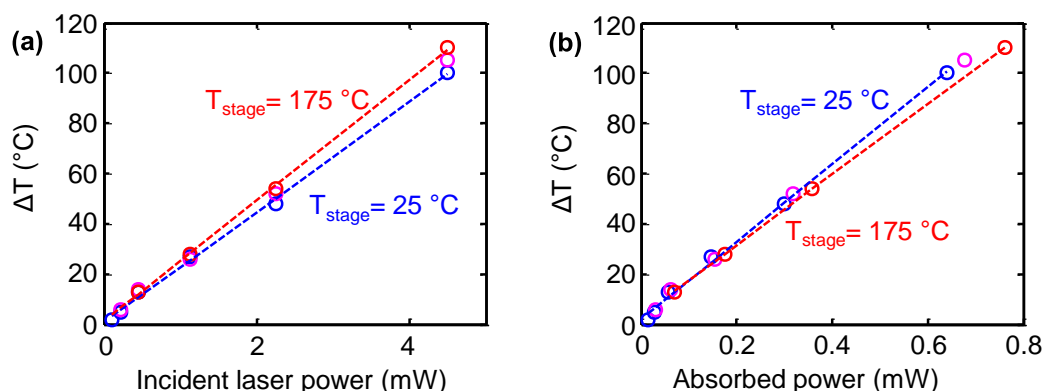 (a)
120
100
80
60
40
20
0
ΔT (°C)
T_stage= 175 °C
T_stage= 25 °C
0
2
4
Incident laser power (mW)
(b)
120
100
80
60
40
20
0
ΔT (°C)
T_stage= 25 °C
T_stage= 175 °C
0
0.2
0.4
0.6
0.8
Absorbed power (mW)